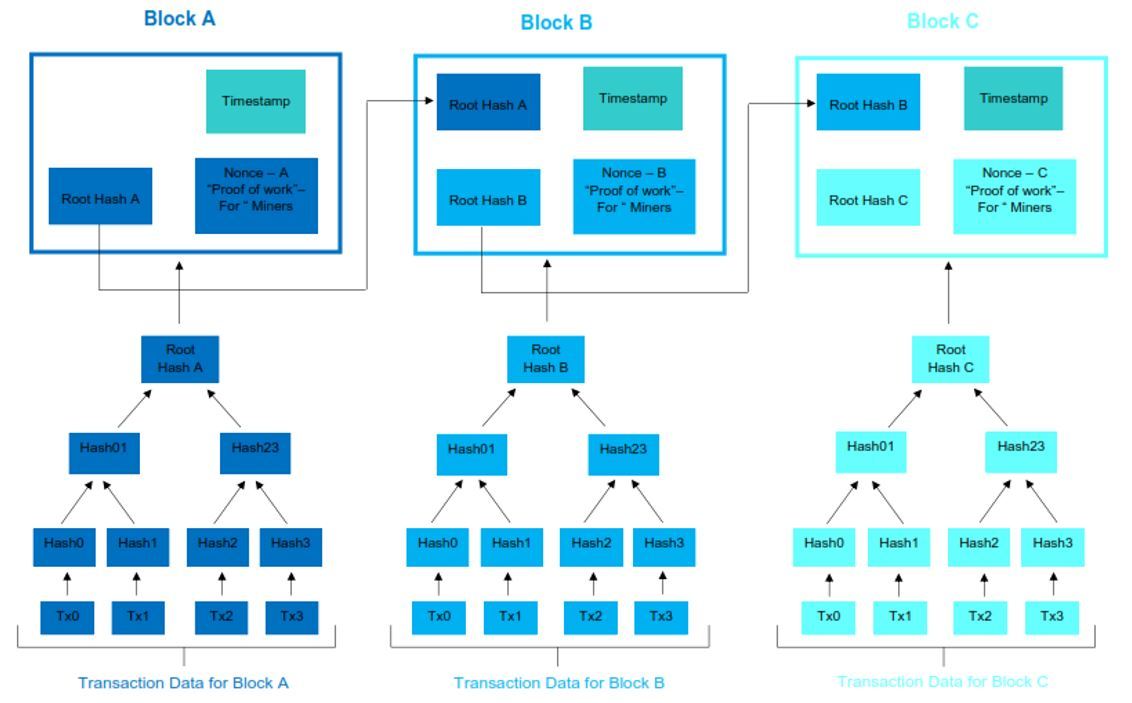 Block A
Block B
Block C
Timestamp
Root Hash A
Nonce – A
“Proof of work”–
For “ Miners
Root Hash A
Timestamp
Root Hash B
Nonce – B
“Proof of work”–
For “ Miners
Root Hash B
Timestamp
Root Hash C
Nonce – C
“Proof of work”–
For “ Miners
Root
Hash A
Root
Hash B
Root
Hash C
Hash01
Hash23
Hash01
Hash23
Hash01
Hash23
Hash0
Hash1
Hash2
Hash3
Hash0
Hash1
Hash2
Hash3
Hash0
Hash1
Hash2
Hash3
Tx0
Tx1
Tx2
Tx3
Tx0
Tx1
Tx2
Tx3
Tx0
Tx1
Tx2
Tx3
Transaction Data for Block A
Transaction Data for Block B
Transaction Data for Block C